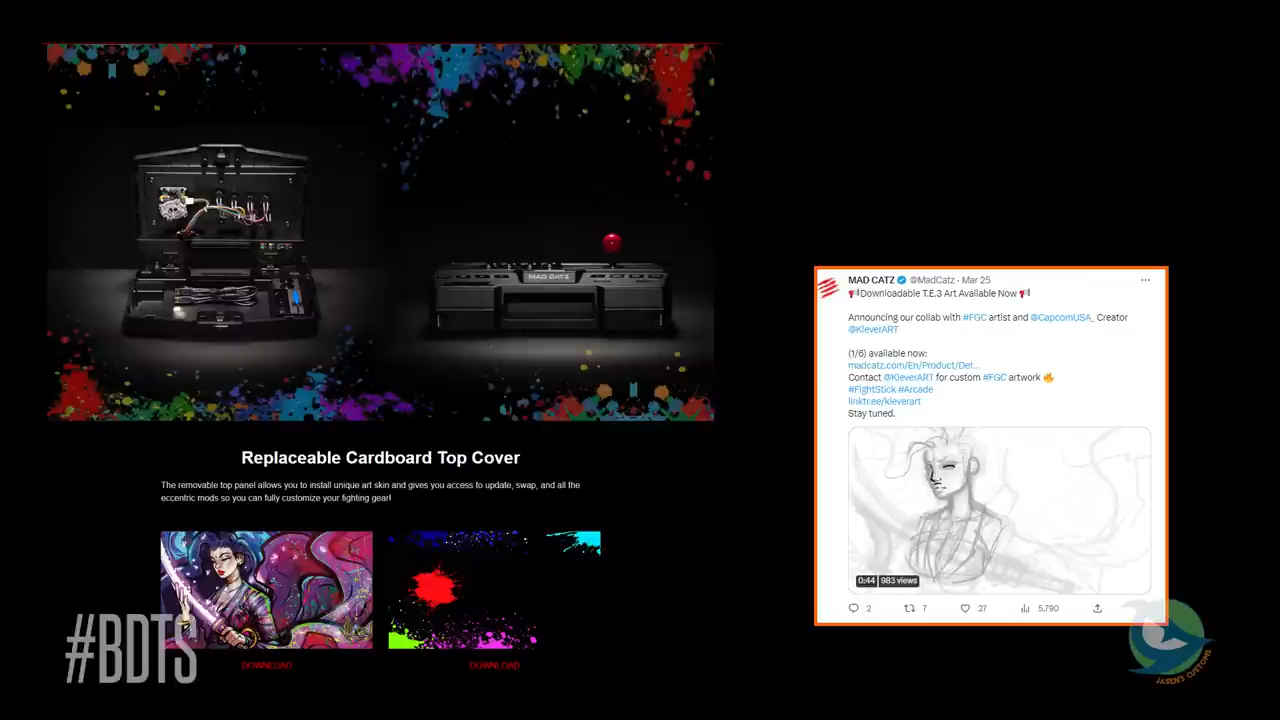 MAD CATZ
Replaceable Cardboard Top Cover
The removable top panel allows you to install unique art skin and gives you access to update, swap, and all the
eccentric mods so you can fully customize your fighting gear!
DOWNLOAD
DOWNLOAD
#BDTS
MAD CATZ @MadCatz · Mar 25
Downloadable T.E.3 Art Available Now
Announcing our collab with #FGC artist and @CapcomUSA_ Creator
@KleverART
(1/6) available now:
madcatz.com/En/Product/Det...
Contact @KleverART for custom #FGC artwork 🔥
#FightStick #Arcade
linktr.ee/kleverart
Stay tuned.
0:44 983 views
2 7 27 5,790
JASEN'S CUSTOMS